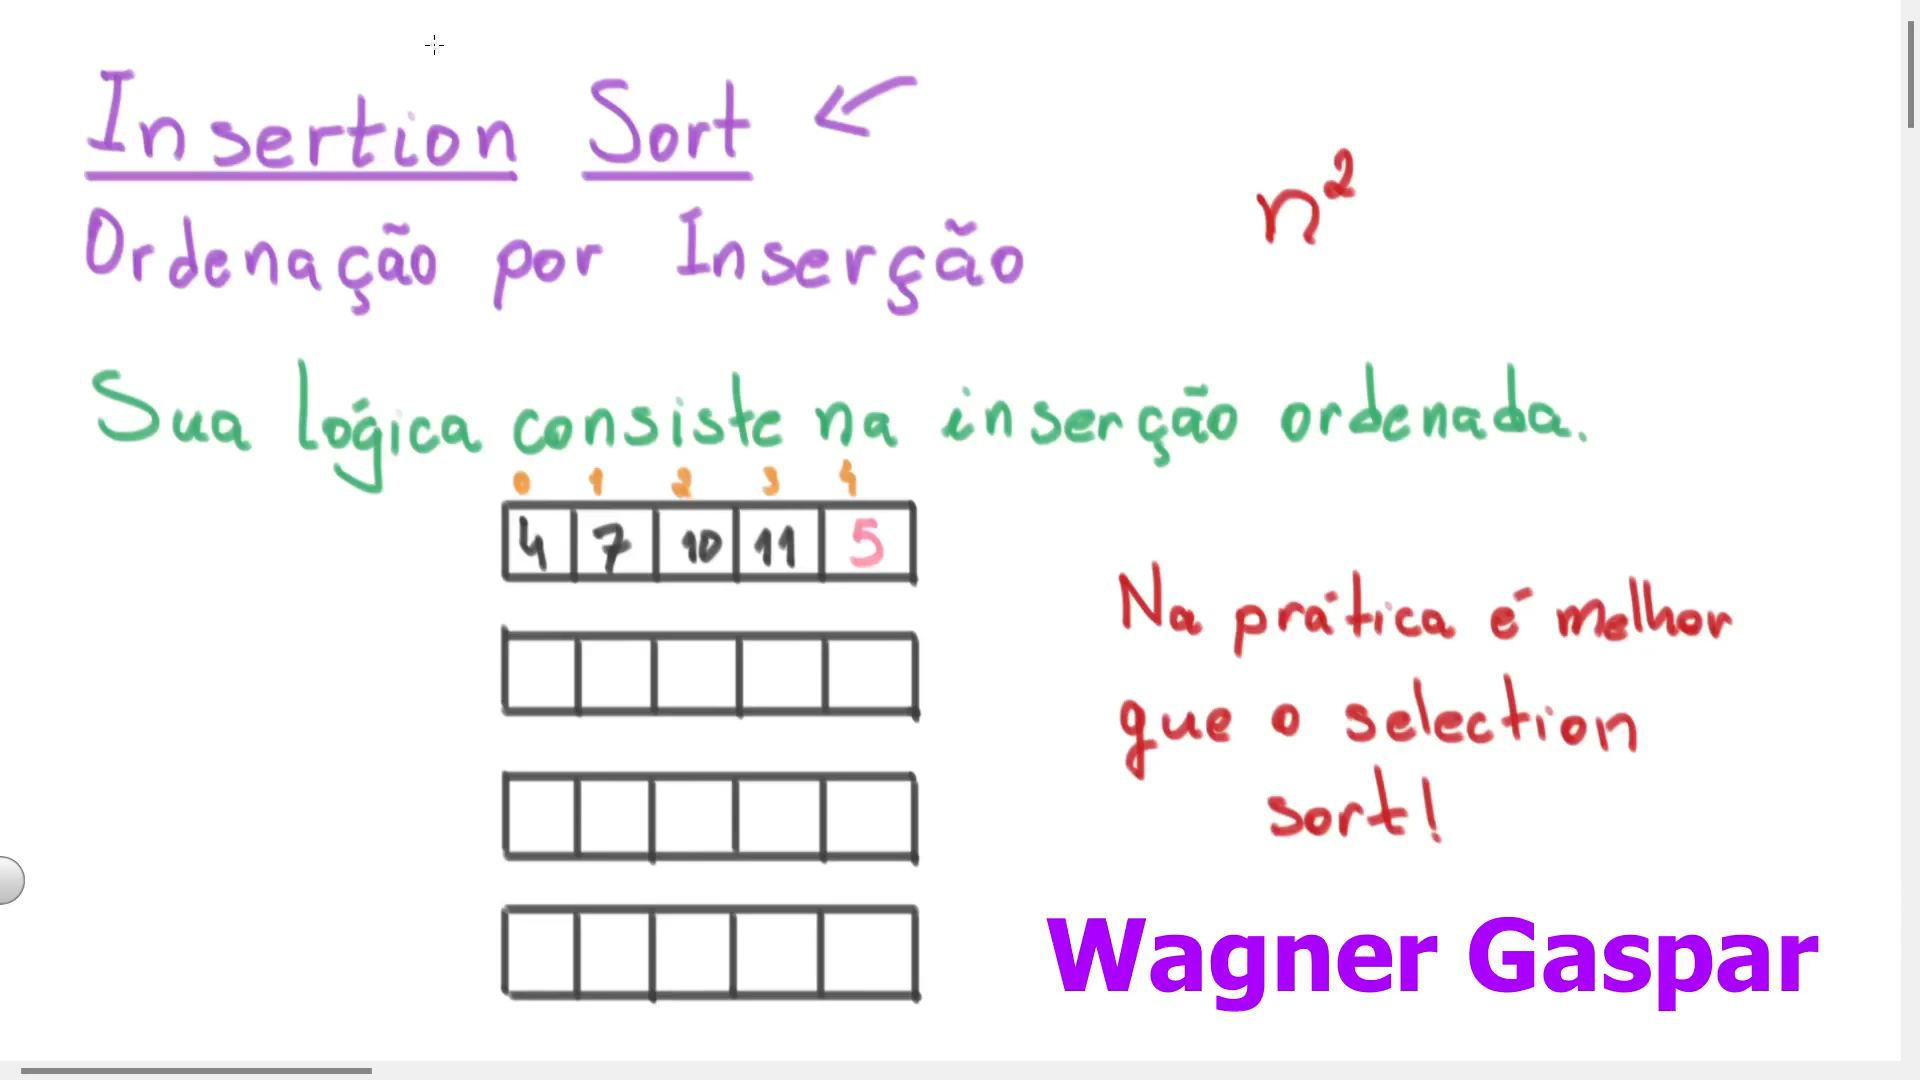 Insertion Sort
n²
Ordenação por Inserção
Sua lógica consiste na inserção ordenada.
0 1 2 3 4
4 7 10 11 5
Na prática é melhor
que o selection
sort!
Wagner Gaspar